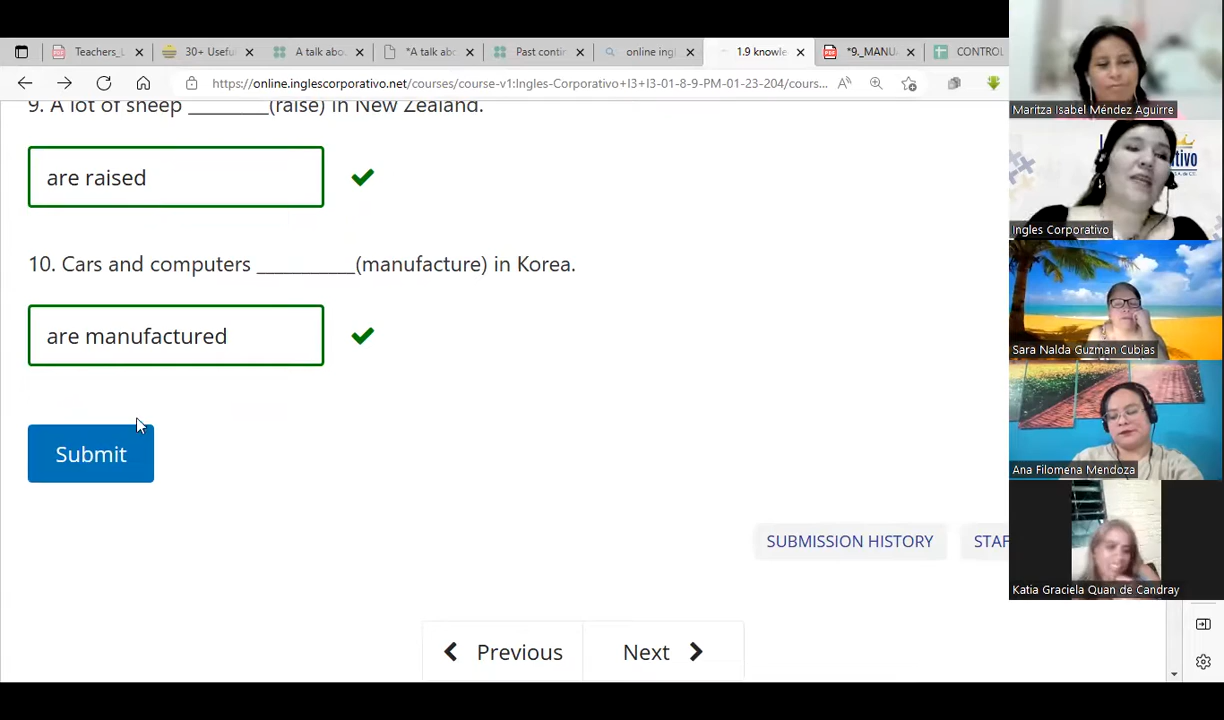 Teachers_L
30+ Usefu
A talk abo
*A talk abo
Past contin
online ingl
1.9 knowle
*9._MANU
CONTROL
https://online.inglescorporativo.net/courses/course-v1:Ingles-Corporativo+I3+I3-01-8-9-PM-01-23-204/cours...
9. A lot of sheep ________(raise) in New Zealand.
are raised
10. Cars and computers __________(manufacture) in Korea.
are manufactured
Submit
SUBMISSION HISTORY
STAF
Previous
Next
Maritza Isabel Méndez Aguirre
Ingles Corporativo
Sara Nalda Guzman Cubias
Ana Filomena Mendoza
Katia Graciela Quan de Candray